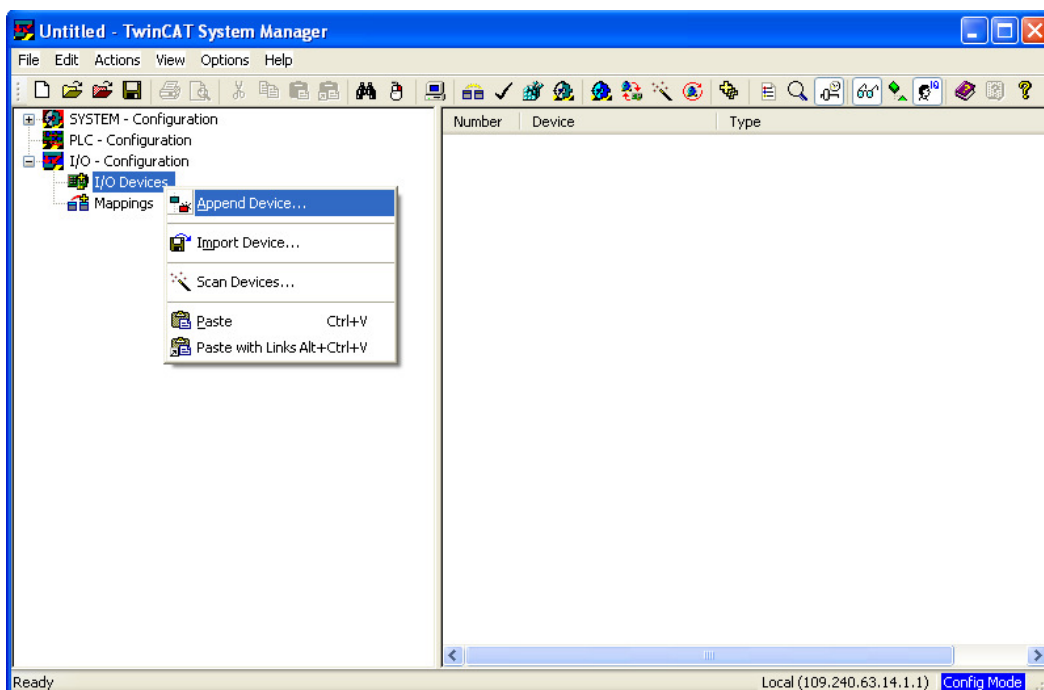 Untitled - TwinCAT System Manager
File Edit Actions View Options Help
SYSTEM - Configuration
PLC - Configuration
I/O - Configuration
I/O Devices
Mappings
Append Device...
Import Device...
Scan Devices...
Paste Ctrl+V
Paste with Links Alt+Ctrl+V
Number Device Type
Ready Local (109.240.63.14.1.1) Config Mode